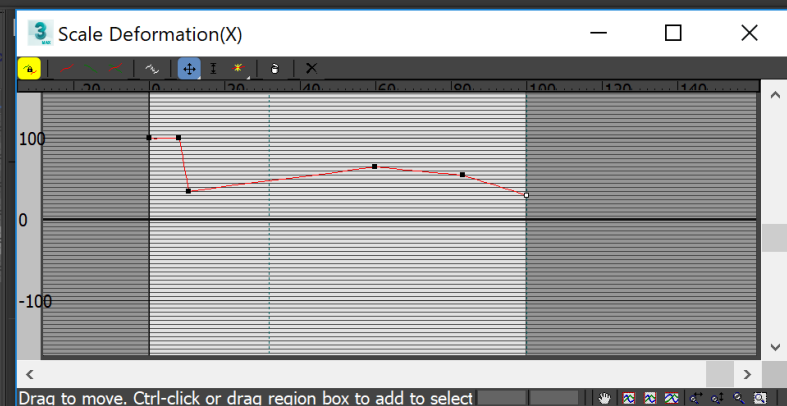 Scale Deformation(X)
20 0 20 40 60 80 100 120 140
100
0
-100
Drag to move. Ctrl-click or drag region box to add to select